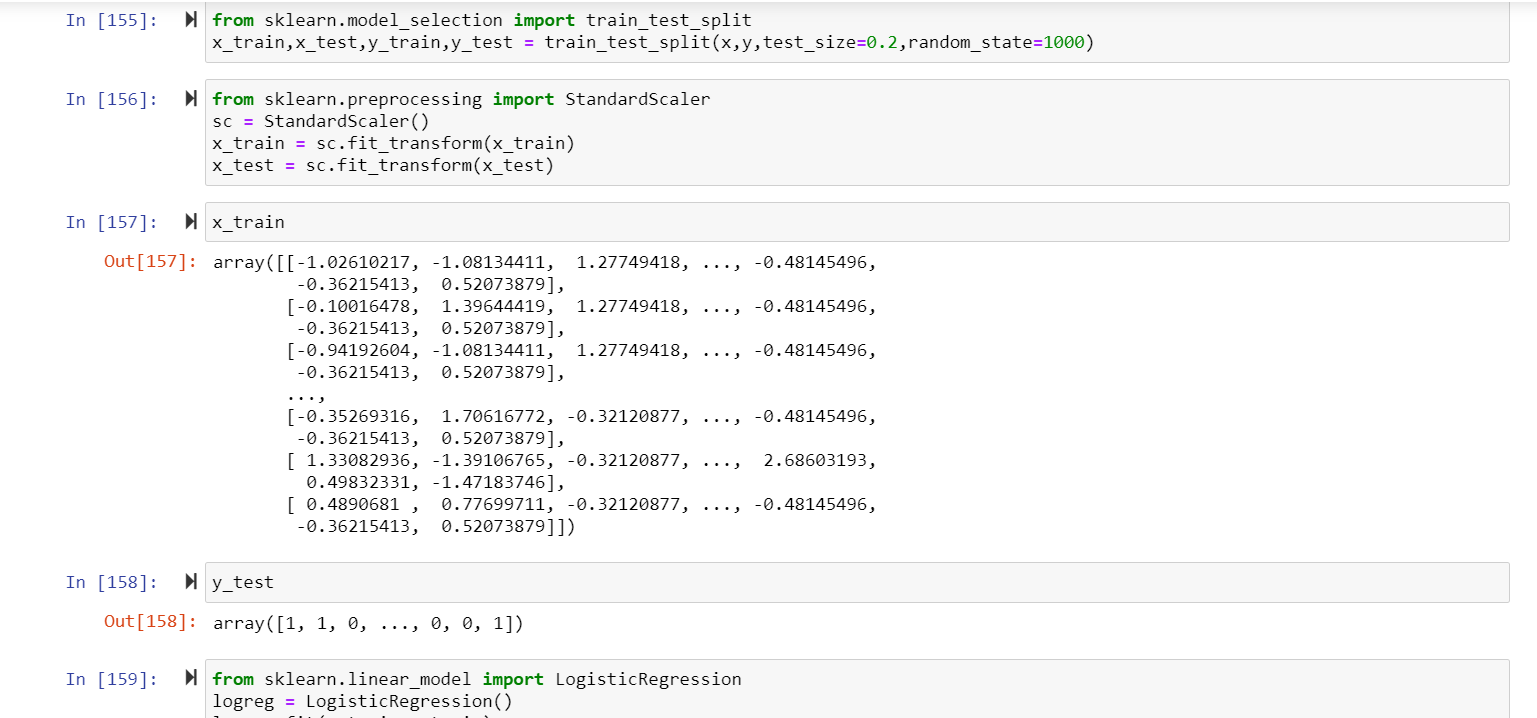 In [155]: from sklearn.model_selection import train_test_split
x_train,x_test,y_train,y_test = train_test_split(x,y,test_size=0.2,random_state=1000)
In [156]: from sklearn.preprocessing import StandardScaler
sc = StandardScaler()
x_train = sc.fit_transform(x_train)
x_test = sc.fit_transform(x_test)
In [157]: x_train
Out[157]: array([[-1.02610217, -1.08134411,  1.27749418, ..., -0.48145496,
-0.36215413,  0.52073879],
[-0.10016478,  1.39644419,  1.27749418, ..., -0.48145496,
-0.36215413,  0.52073879],
[-0.94192604, -1.08134411,  1.27749418, ..., -0.48145496,
-0.36215413,  0.52073879],
...,
[-0.35269316,  1.70616772, -0.32120877, ..., -0.48145496,
-0.36215413,  0.52073879],
[ 1.33082936, -1.39106765, -0.32120877, ...,  2.68603193,
0.49832331, -1.47183746],
[ 0.4890681 ,  0.77699711, -0.32120877, ..., -0.48145496,
-0.36215413,  0.52073879]])
In [158]: y_test
Out[158]: array([1, 1, 0, ..., 0, 0, 1])
In [159]: from sklearn.linear_model import LogisticRegression
logreg = LogisticRegression()